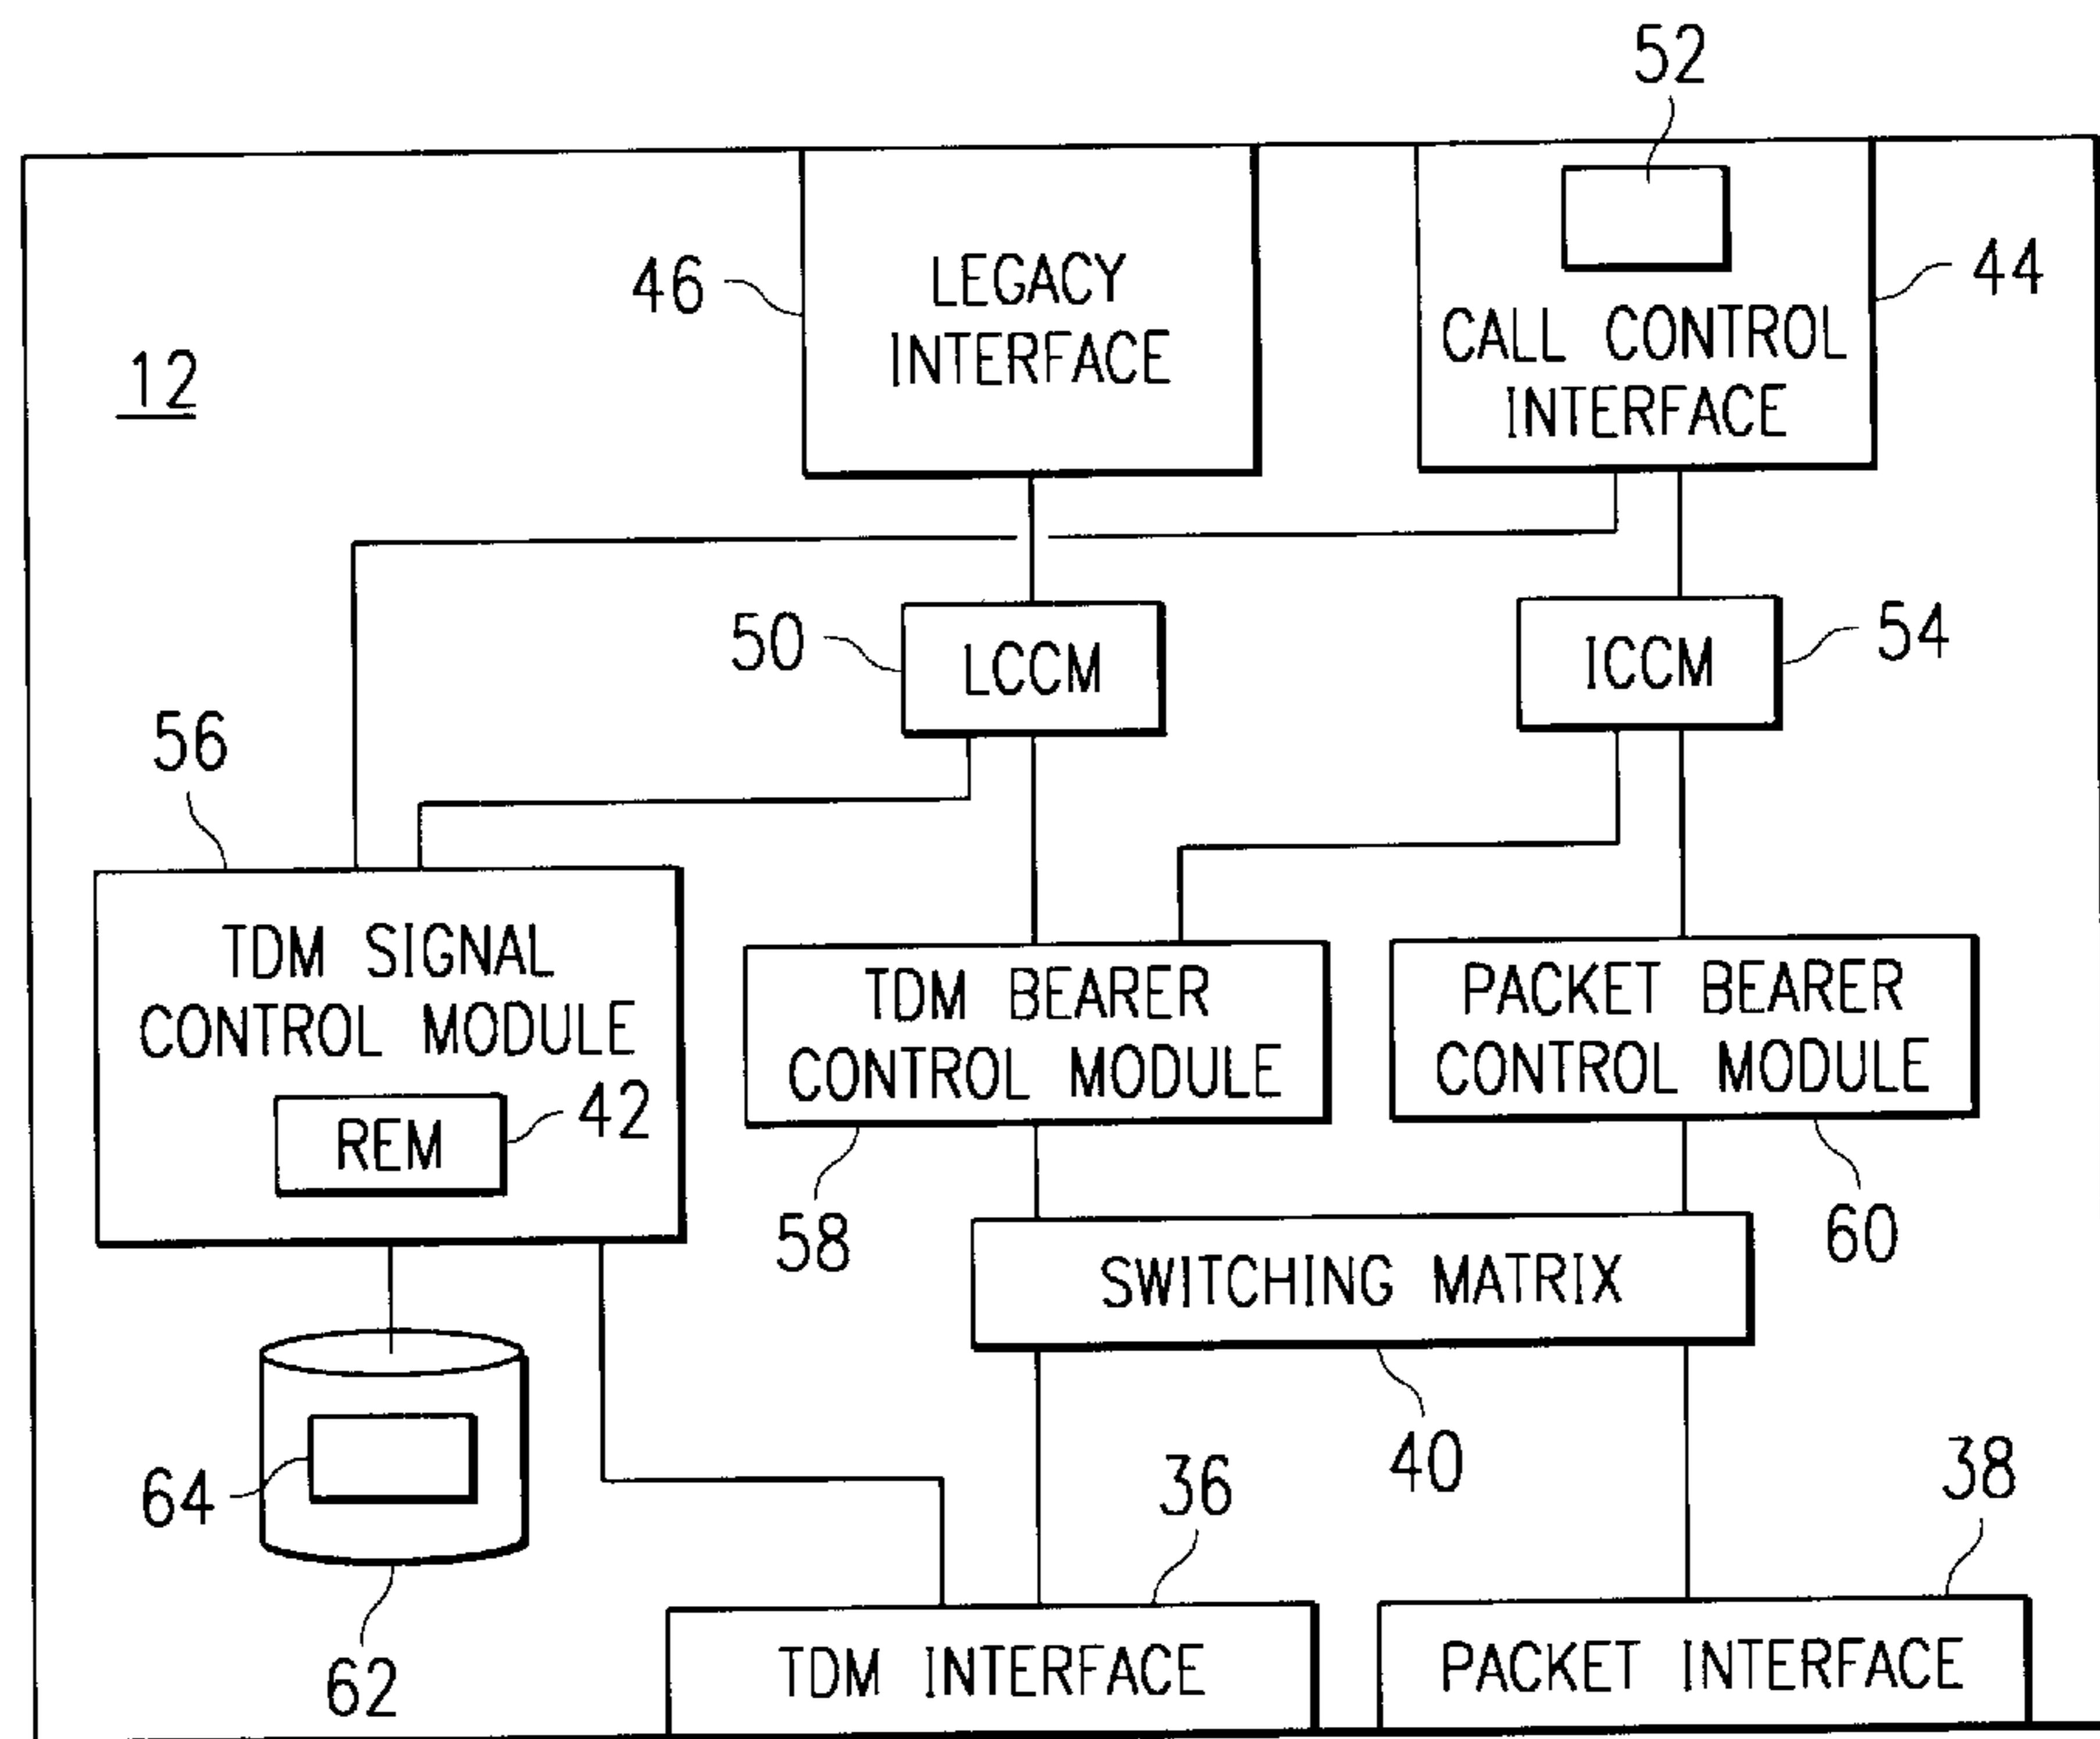 52
LEGACY
INTERFACE
46
CALL CONTROL
INTERFACE
44
12
LCCM
50
ICCM
54
56
TDM SIGNAL
CONTROL MODULE
REM
42
TDM BEARER
CONTROL MODULE
58
PACKET BEARER
CONTROL MODULE
60
SWITCHING MATRIX
40
64
62
36
38
TDM INTERFACE
PACKET INTERFACE